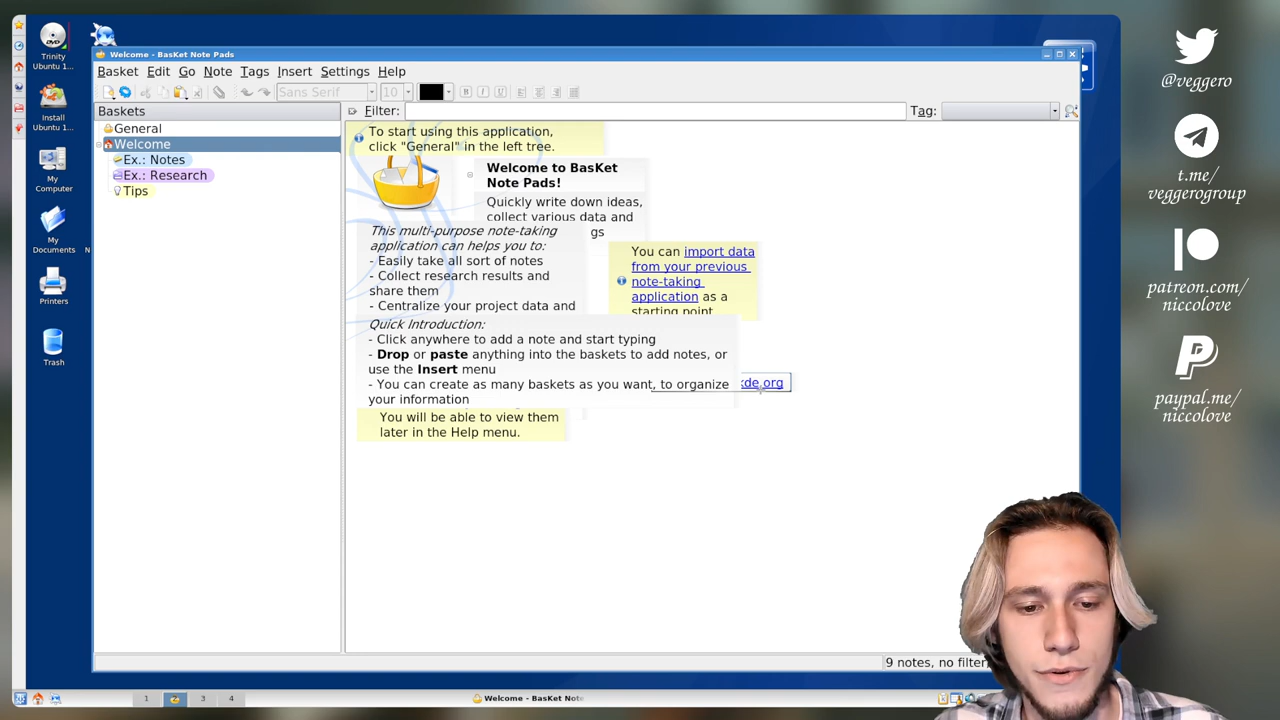 Trinity
Ubuntu 1...
Install
Ubuntu 1...
My
Computer
My
Documents
N
Printers
Trash
Welcome - BasKet Note Pads
Basket Edit Go Note Tags Insert Settings Help
Sans Serif 10
Baskets
Filter:
Tag:
General
Welcome
Ex.: Notes
Ex.: Research
Tips
To start using this application,
click "General" in the left tree.
Welcome to BasKet
Note Pads!
Quickly write down ideas,
collect various data and
gs
This multi-purpose note-taking
application can helps you to:
- Easily take all sort of notes
- Collect research results and
share them
- Centralize your project data and
You can import data
from your previous
note-taking
application as a
starting point
Quick Introduction:
- Click anywhere to add a note and start typing
- Drop or paste anything into the baskets to add notes, or
use the Insert menu
- You can create as many baskets as you want, to organize
your information
kde.org
You will be able to view them
later in the Help menu.
9 notes, no filter
1 3 4
Welcome - BasKet Note
@veggero
t.me/
veggerogroup
patreon.com/
niccolove
paypal.me/
niccolove